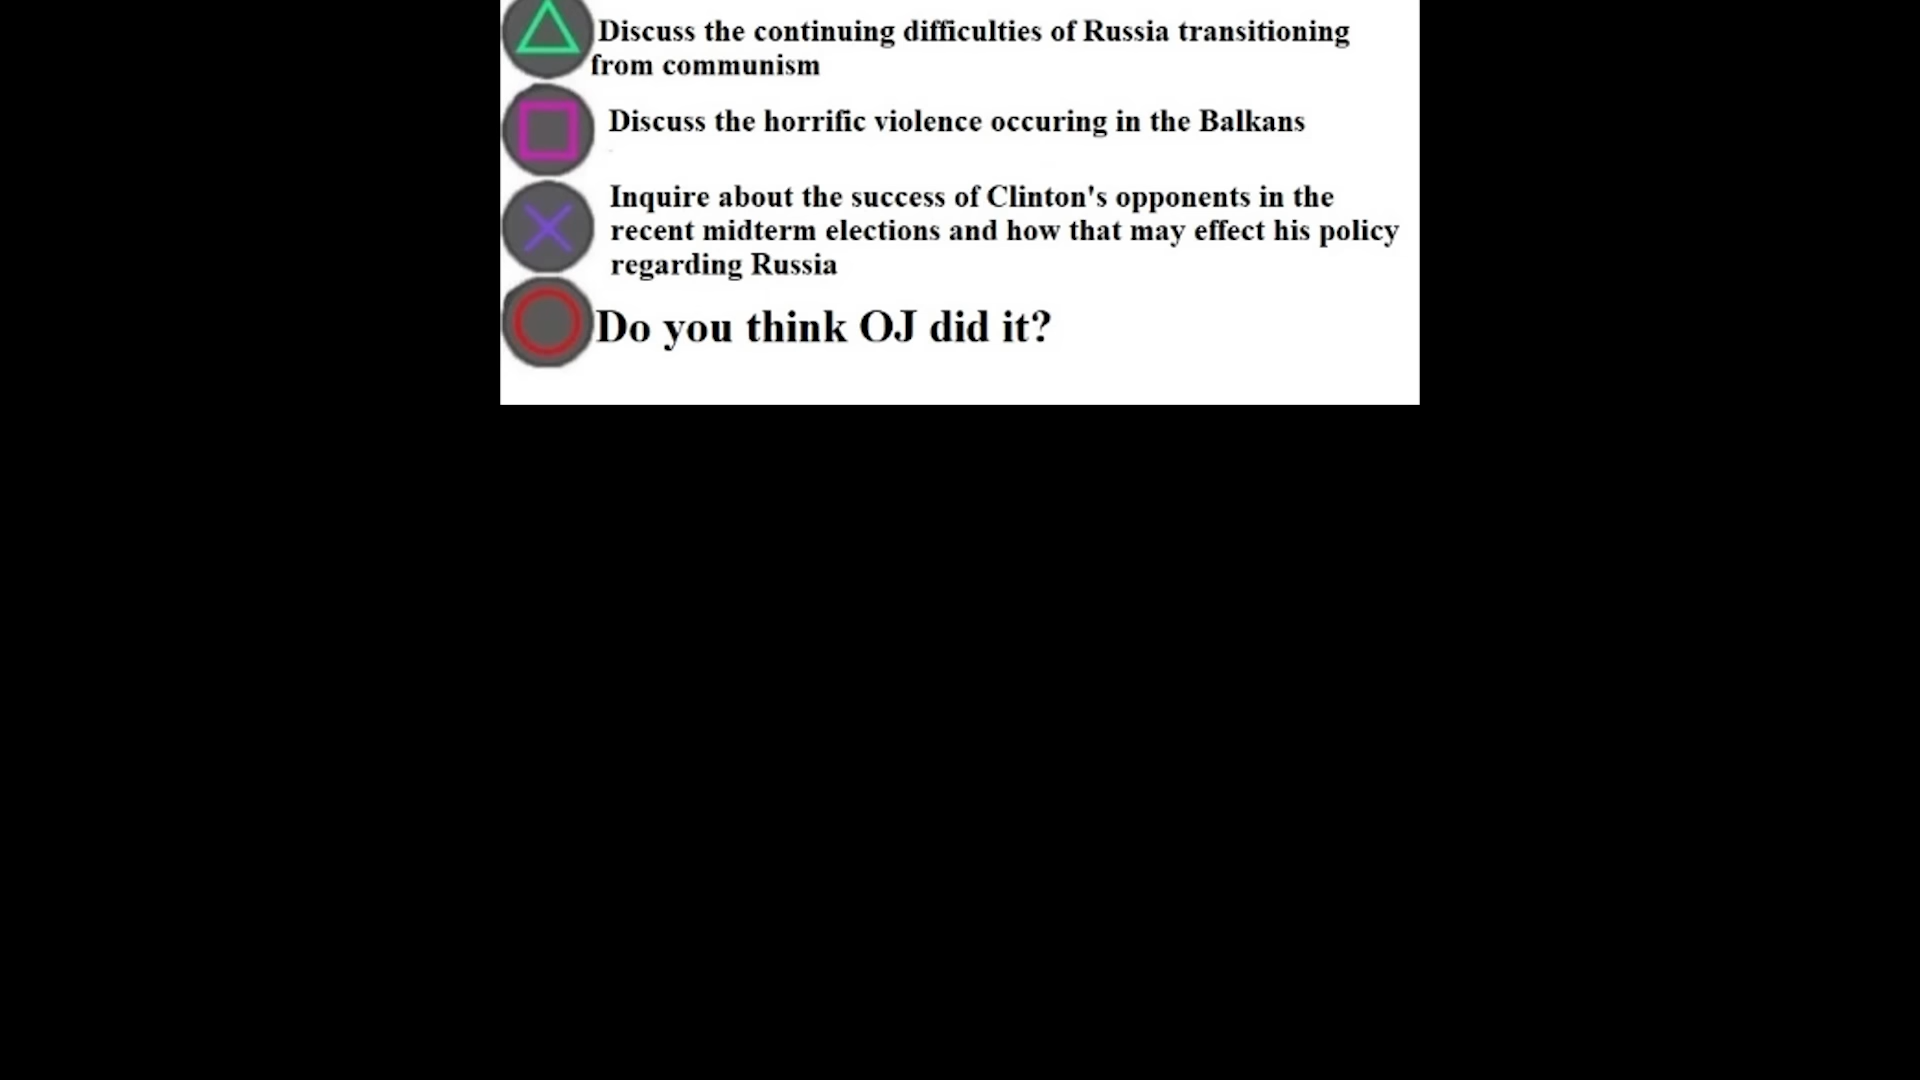 Discuss the continuing difficulties of Russia transitioning
from communism
Discuss the horrific violence occuring in the Balkans
Inquire about the success of Clinton's opponents in the
recent midterm elections and how that may effect his policy
regarding Russia
Do you think OJ did it?